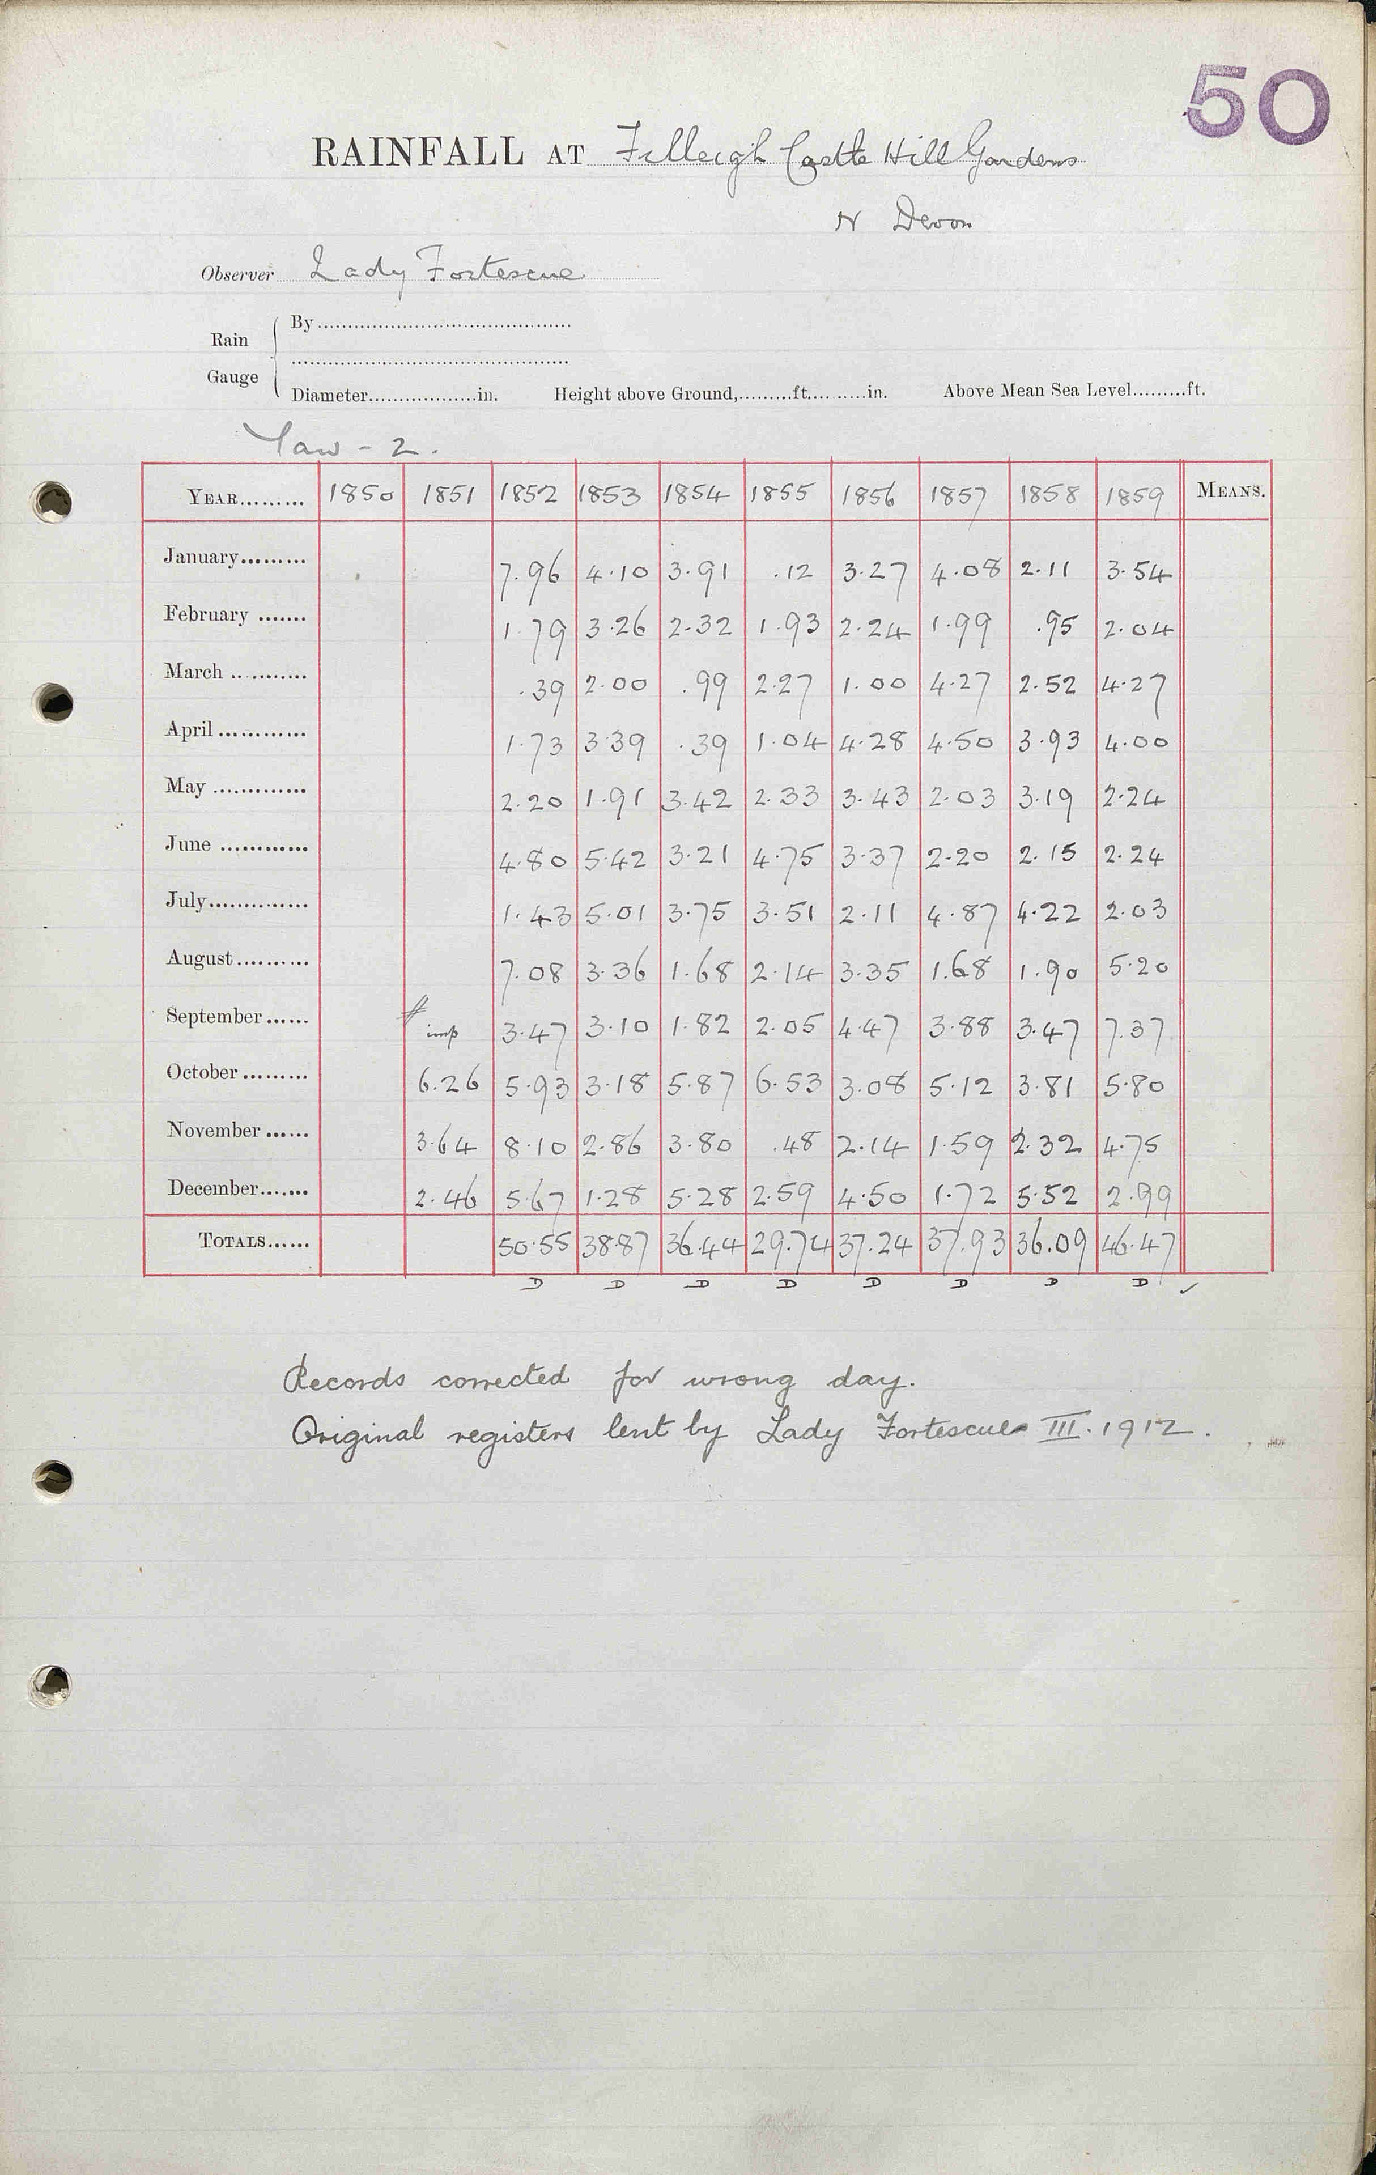 50
RAINFALL AT Filleigh Castle Hill Gardens
N Devon
Observer Lady Fortescue
Rain Gauge
By
Diameter in. Height above Ground, ft. in. Above Mean Sea Level ft.
Taw - 2.
YEAR 1850 1851 1852 1853 1854 1855 1856 1857 1858 1859 MEANS.
January 7.96 4.10 3.91 .12 3.27 4.08 2.11 3.54
February 1.79 3.26 2.32 1.93 2.24 1.99 .95 2.04
March .39 2.00 .99 2.27 1.00 4.27 2.52 4.27
April 1.73 3.39 .39 1.04 4.28 4.50 3.93 4.00
May 2.20 1.91 3.42 2.33 3.43 2.03 3.19 2.24
June 4.80 5.42 3.21 4.75 3.37 2.20 2.15 2.24
July 1.43 5.01 3.75 3.51 2.11 4.87 4.22 2.03
August 7.08 3.36 1.68 2.14 3.35 1.68 1.90 5.20
September imp 3.47 3.10 1.82 2.05 4.47 3.88 3.47 7.37
October 6.26 5.93 3.18 5.87 6.53 3.08 5.12 3.81 5.80
November 3.64 8.10 2.86 3.80 .48 2.14 1.59 2.32 4.75
December 2.46 5.67 1.28 5.28 2.59 4.50 1.72 5.52 2.99
TOTALS 50.55 38.87 36.44 29.74 37.24 37.93 36.09 46.47
D D D D D D D D ✓
Records corrected for wrong day.
Original registers lent by Lady Fortescue III. 1912.